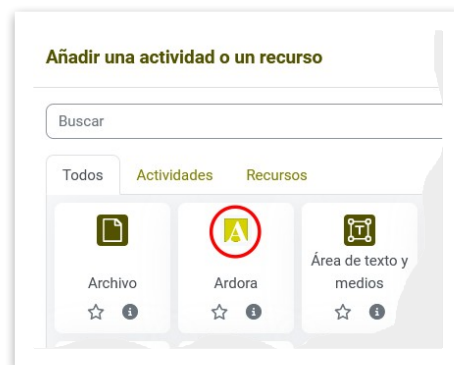 Añadir una actividad o un recurso
Buscar
Todos Actividades Recursos
Archivo
Ardora
Área de texto y
medios